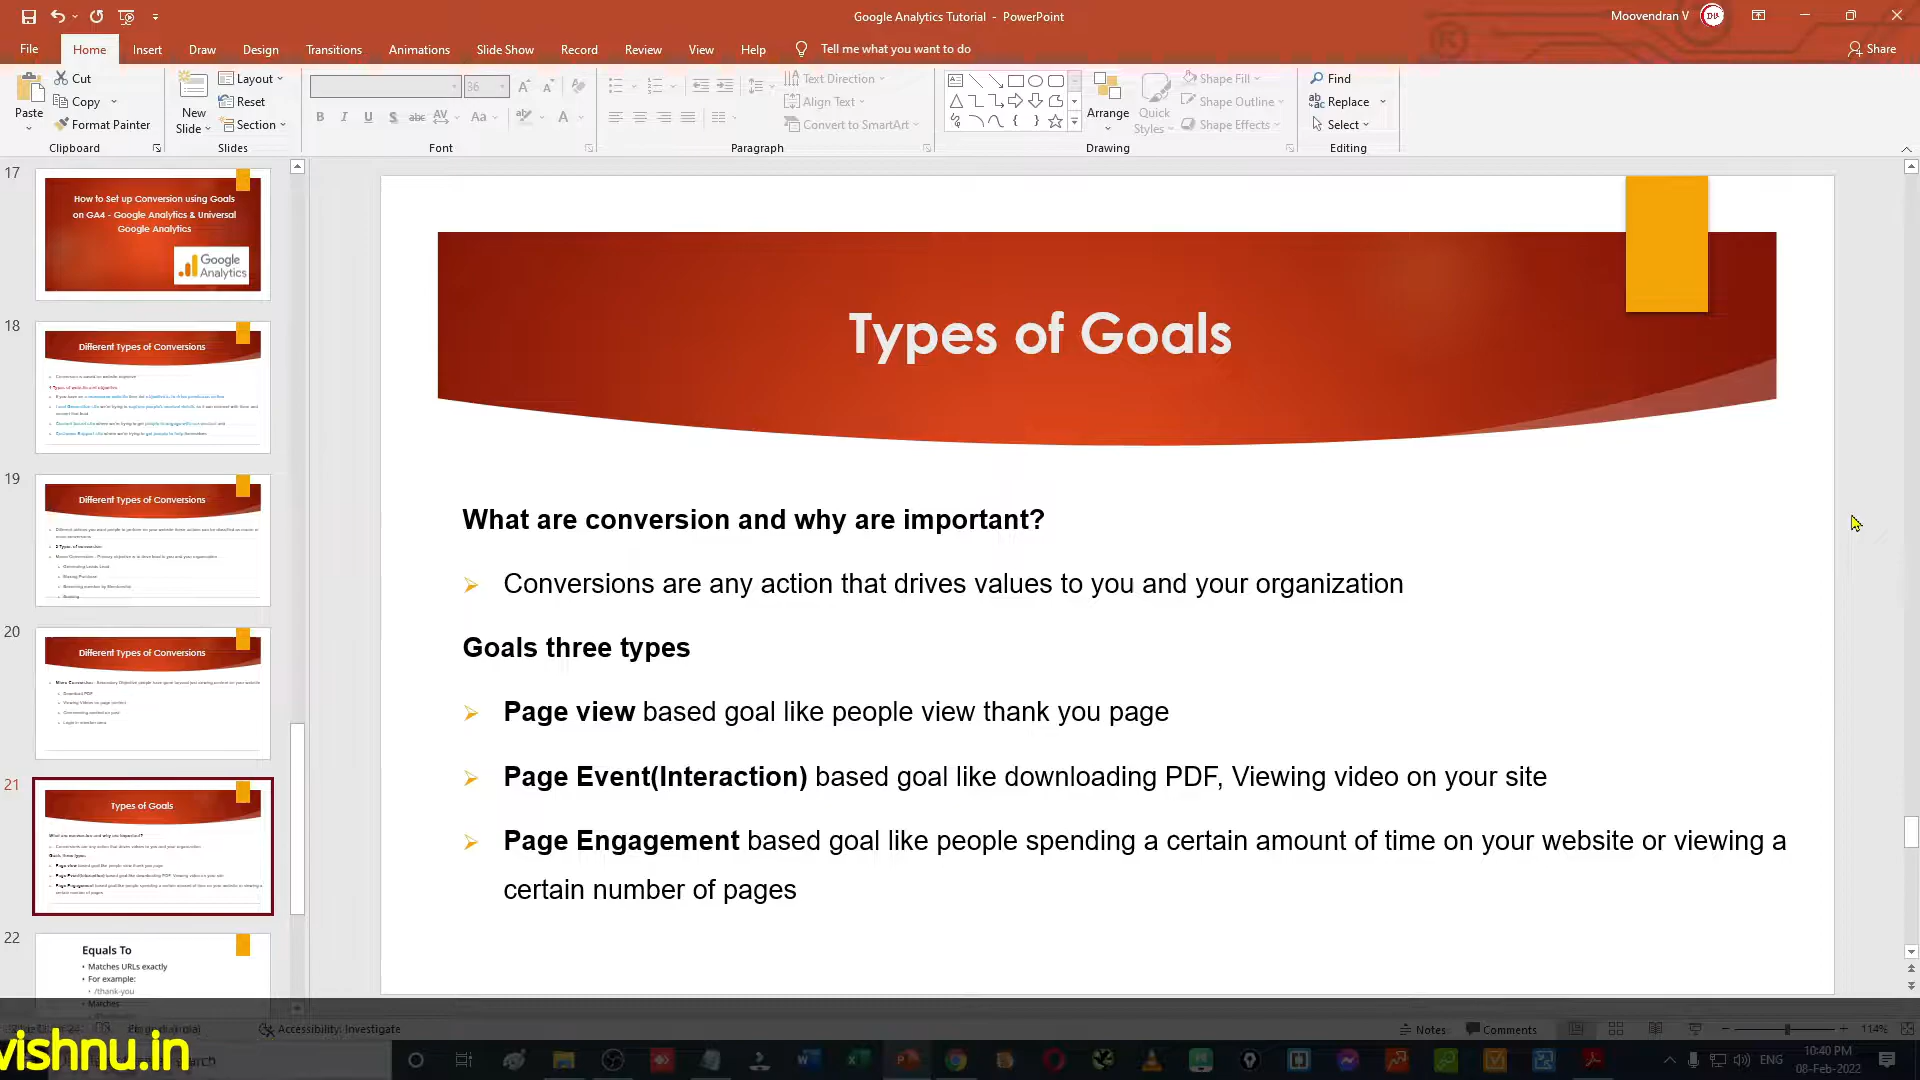 Google Analytics Tutorial - PowerPoint
Moovendran V
File Home Insert Draw Design Transitions Animations Slide Show Record Review View Help Tell me what you want to do
Share
Paste
Cut
Copy
Format Painter
Clipboard
New
Slide
Layout
Reset
Section
Slides
36
Font
Text Direction
Align Text
Convert to SmartArt
Paragraph
Arrange
Quick
Styles
Shape Fill
Shape Outline
Shape Effects
Drawing
Find
Replace
Select
Editing
17
How to Set up Conversion using Goals
on GA4 - Google Analytics & Universal
Google Analytics
Google
Analytics
18
Different Types of Conversions
19
Different Types of Conversions
20
Different Types of Conversions
21
Types of Goals
22
Equals To
• Matches URLs exactly
• For example:
• /thank-you
• Matches
Types of Goals
What are conversion and why are important?
Conversions are any action that drives values to you and your organization
Goals three types
Page view based goal like people view thank you page
Page Event(Interaction) based goal like downloading PDF, Viewing video on your site
Page Engagement based goal like people spending a certain amount of time on your website or viewing a
certain number of pages
Accessibility: Investigate
Notes
Comments
114%
vishnu.in
ENG
10:40 PM
08-Feb-2022